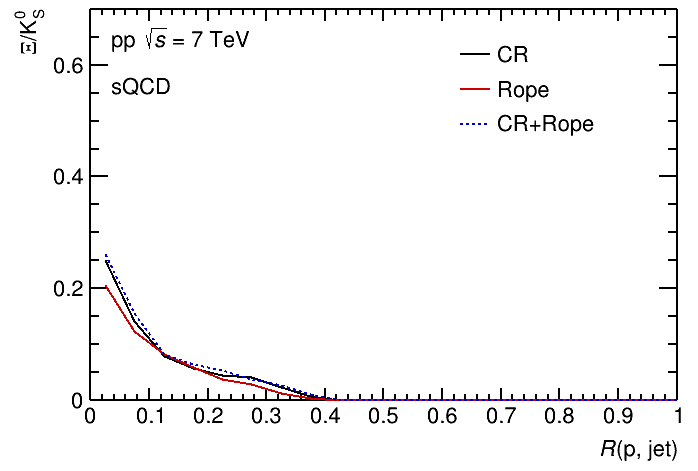 Ξ/K⁰_S
pp √s = 7 TeV
sQCD
CR
Rope
CR+Rope
0.6
0.4
0.2
0
0 0.1 0.2 0.3 0.4 0.5 0.6 0.7 0.8 0.9 1
R(p, jet)